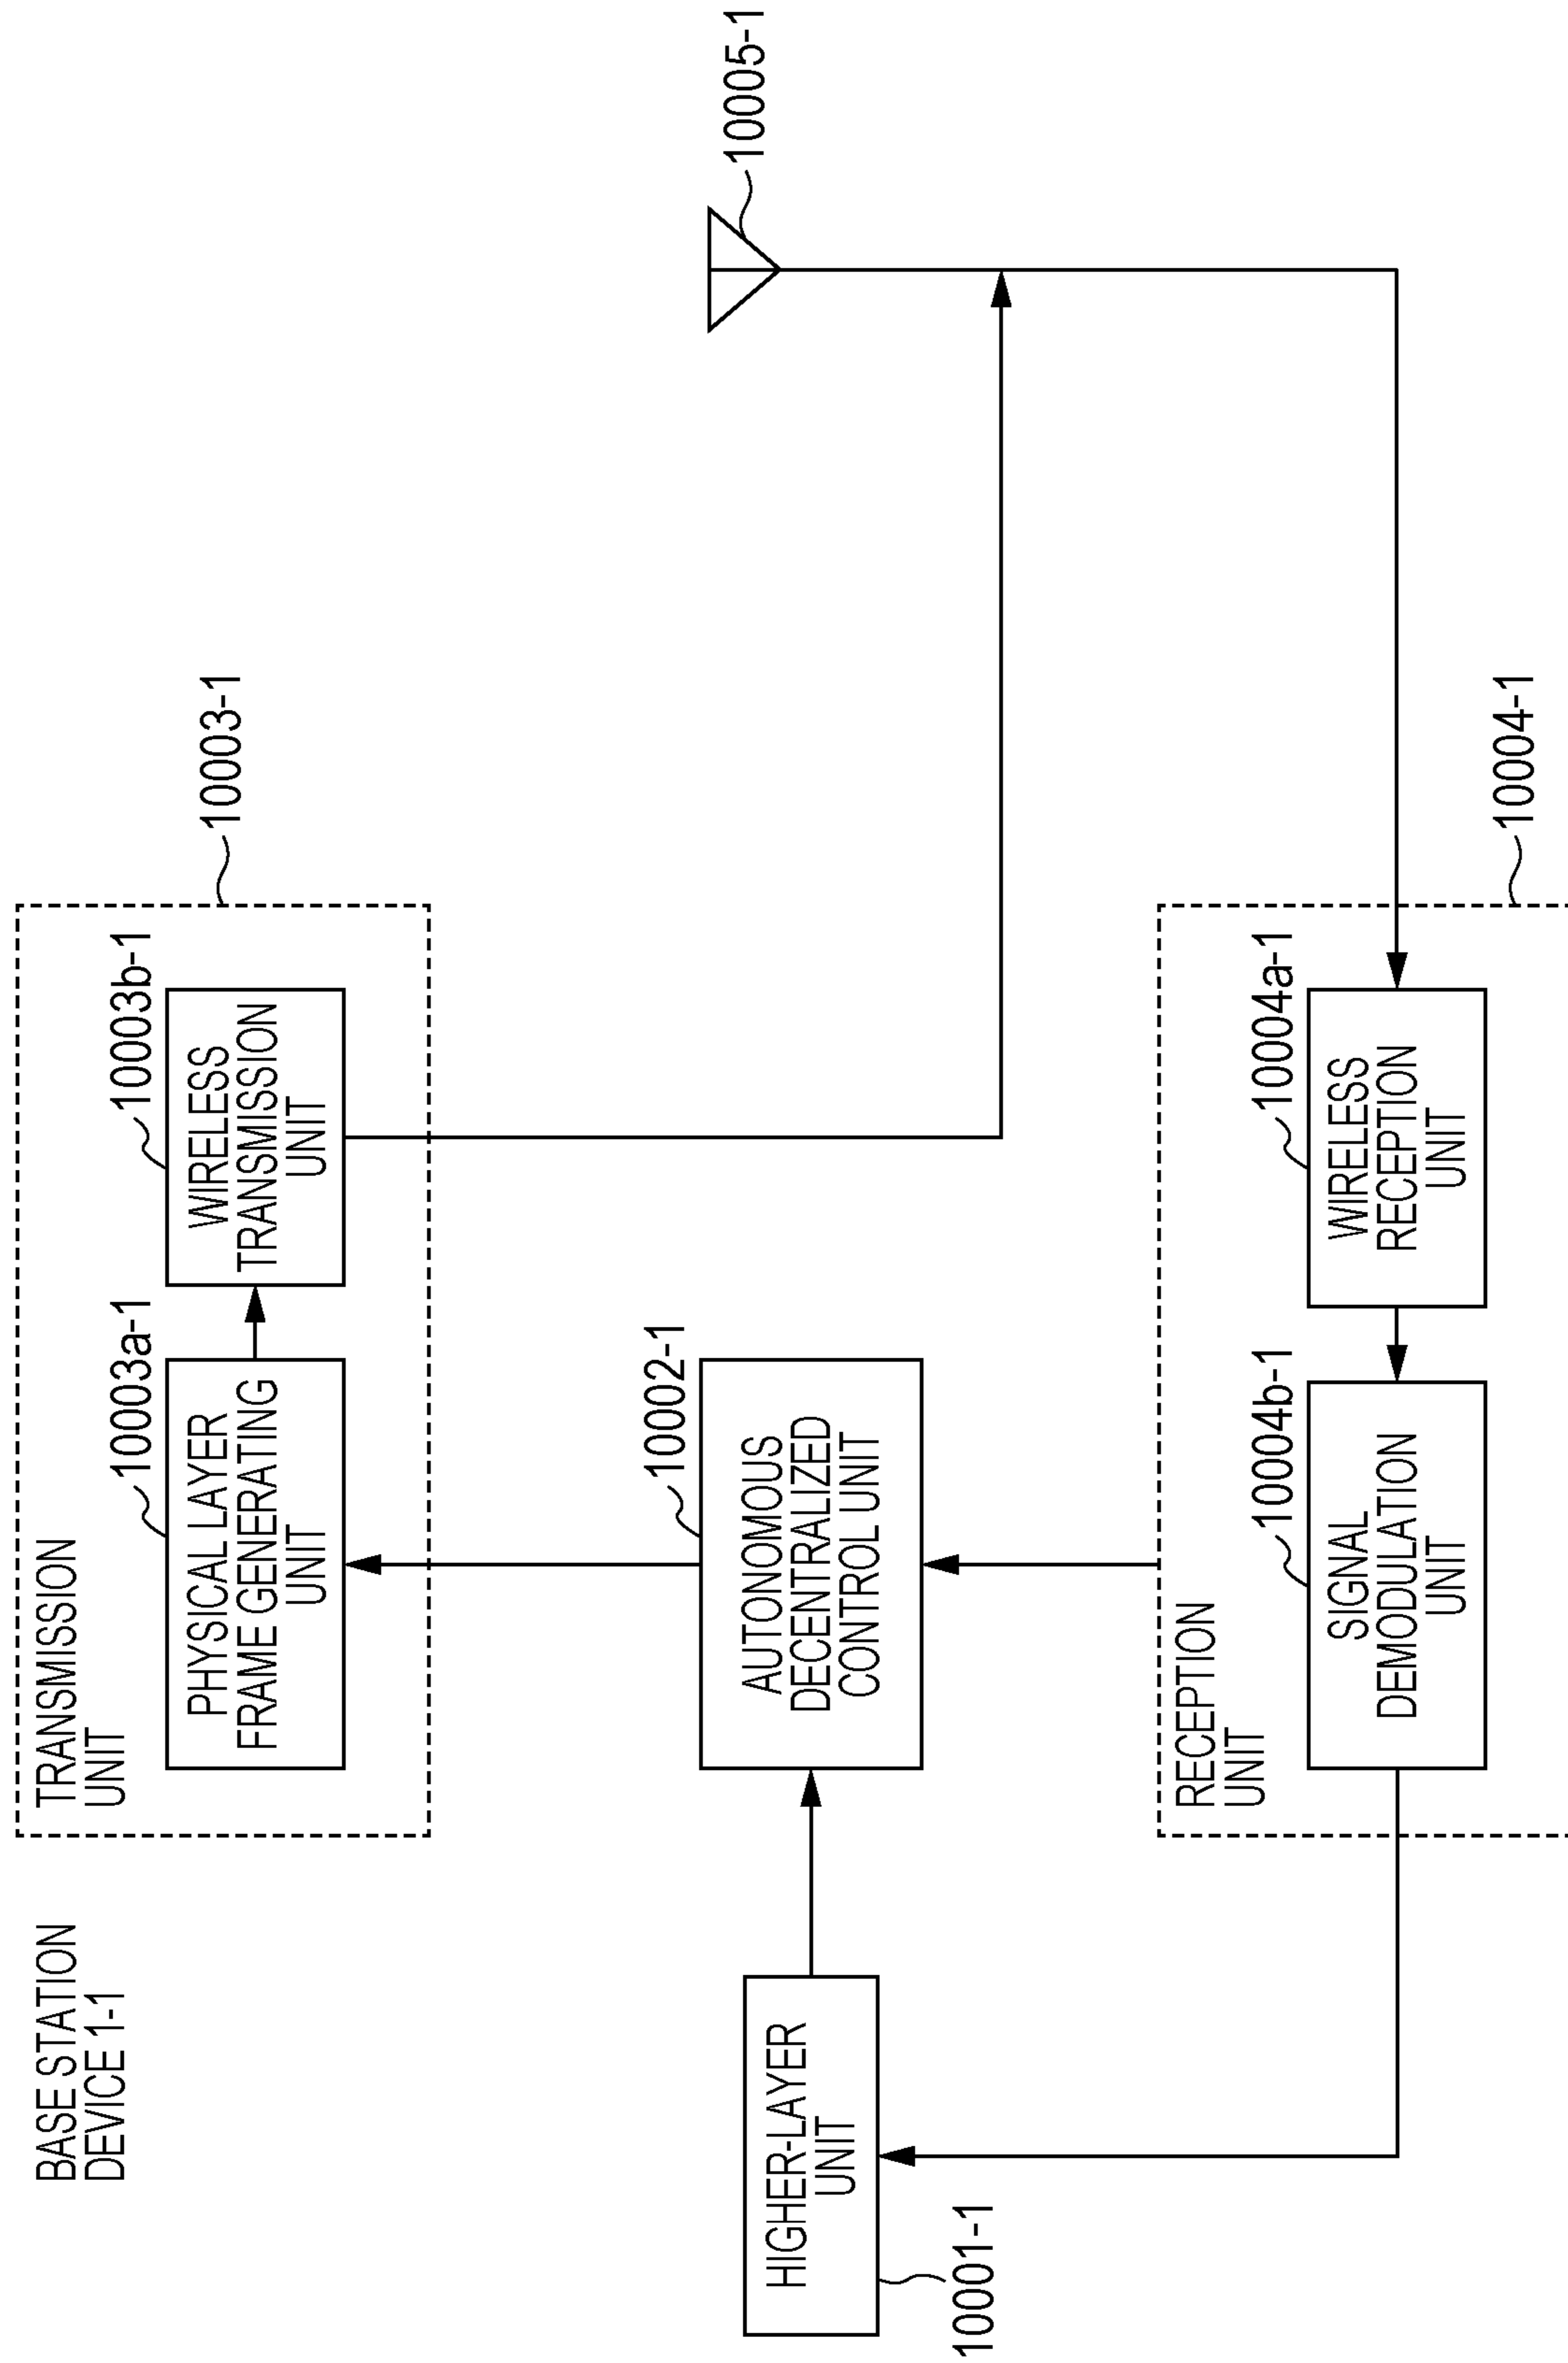 BASE STATION
DEVICE 1-1
TRANSMISSION
UNIT
10003-1
10003a-1
PHYSICAL LAYER
FRAME GENERATING
UNIT
10003b-1
WIRELESS
TRANSMISSION
UNIT
10005-1
HIGHER-LAYER
UNIT
10001-1
10002-1
AUTONOMOUS
DECENTRALIZED
CONTROL UNIT
RECEPTION
UNIT
10004b-1
SIGNAL
DEMODULATION
UNIT
10004a-1
WIRELESS
RECEPTION
UNIT
10004-1